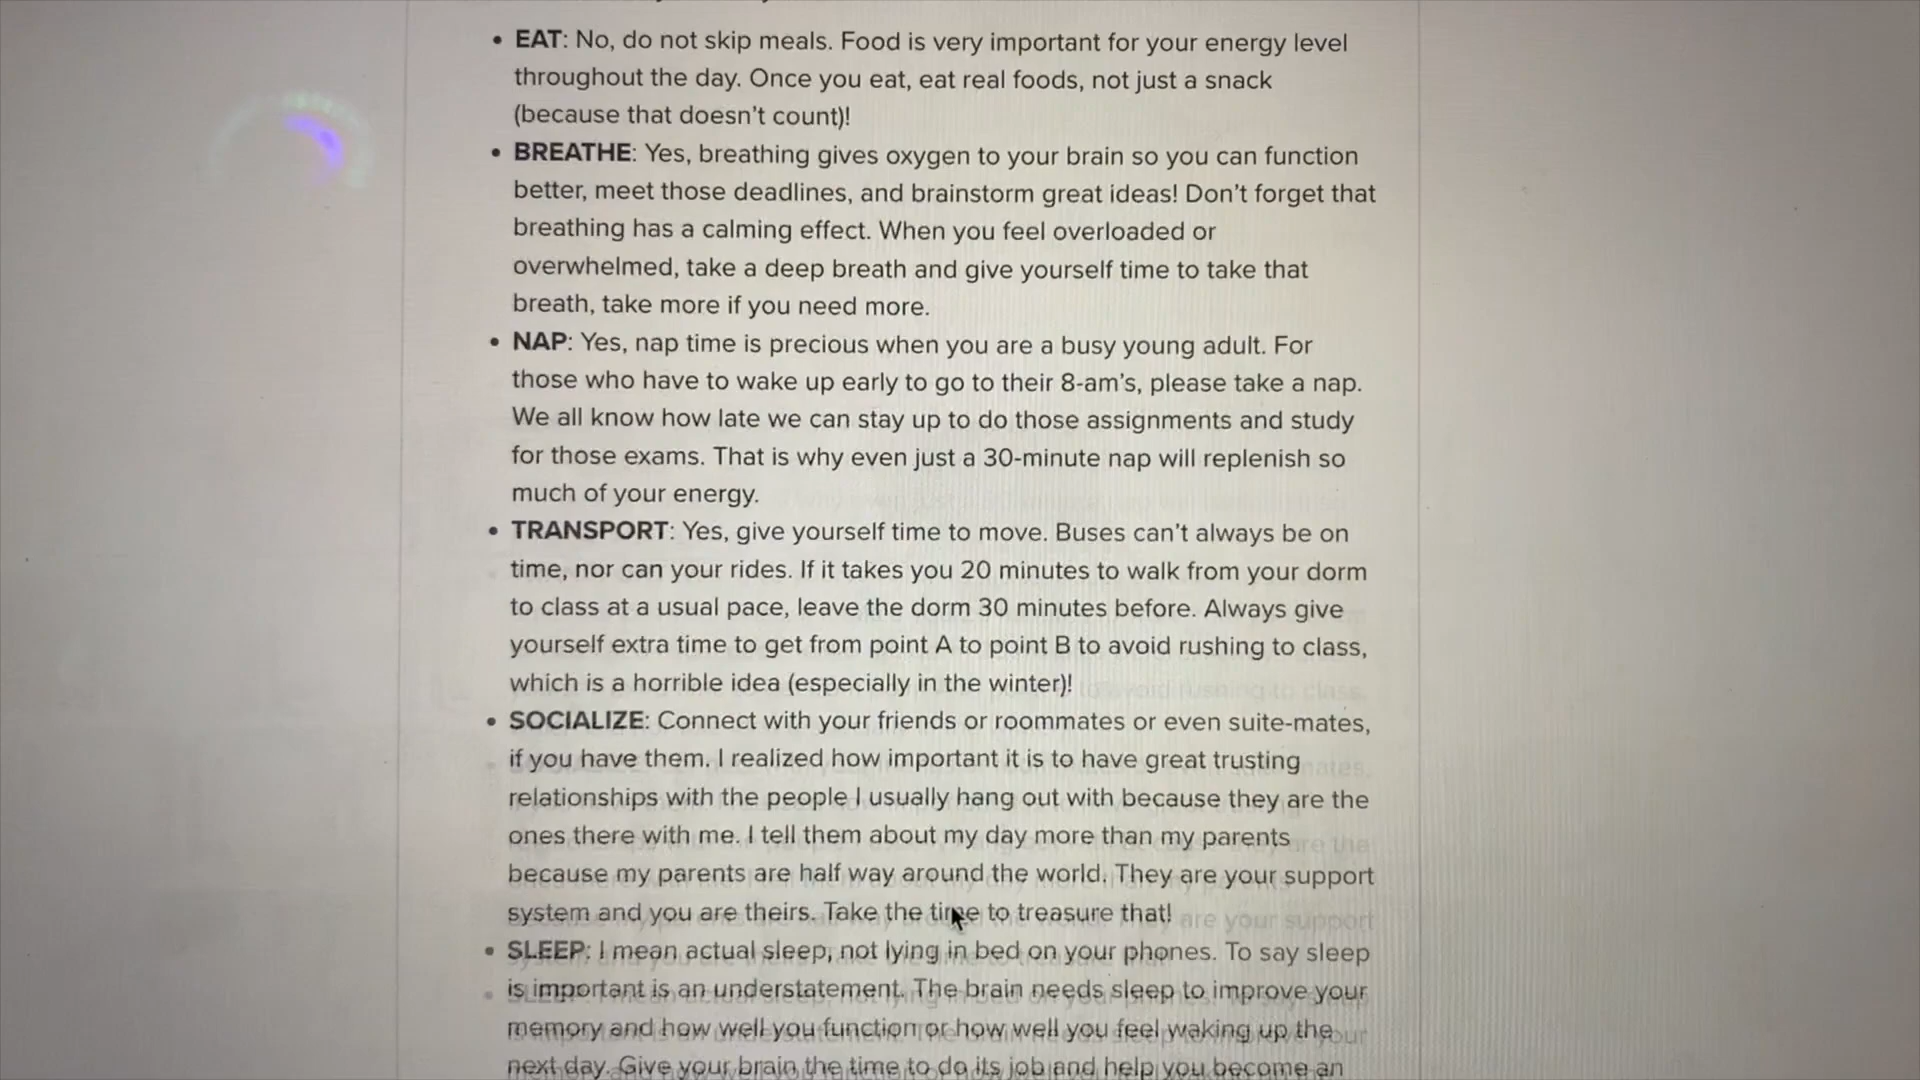 • EAT: No, do not skip meals. Food is very important for your energy level
throughout the day. Once you eat, eat real foods, not just a snack
(because that doesn't count)!
• BREATHE: Yes, breathing gives oxygen to your brain so you can function
better, meet those deadlines, and brainstorm great ideas! Don't forget that
breathing has a calming effect. When you feel overloaded or
overwhelmed, take a deep breath and give yourself time to take that
breath, take more if you need more.
• NAP: Yes, nap time is precious when you are a busy young adult. For
those who have to wake up early to go to their 8-am's, please take a nap.
We all know how late we can stay up to do those assignments and study
for those exams. That is why even just a 30-minute nap will replenish so
much of your energy.
• TRANSPORT: Yes, give yourself time to move. Buses can't always be on
time, nor can your rides. If it takes you 20 minutes to walk from your dorm
to class at a usual pace, leave the dorm 30 minutes before. Always give
yourself extra time to get from point A to point B to avoid rushing to class,
which is a horrible idea (especially in the winter)!
• SOCIALIZE: Connect with your friends or roommates or even suite-mates,
if you have them. I realized how important it is to have great trusting
relationships with the people I usually hang out with because they are the
ones there with me. I tell them about my day more than my parents
because my parents are half way around the world. They are your support
system and you are theirs. Take the time to treasure that!
• SLEEP: I mean actual sleep, not lying in bed on your phones. To say sleep
is important is an understatement. The brain needs sleep to improve your
memory and how well you function or how well you feel waking up the
next day. Give your brain the time to do its job and help you become an